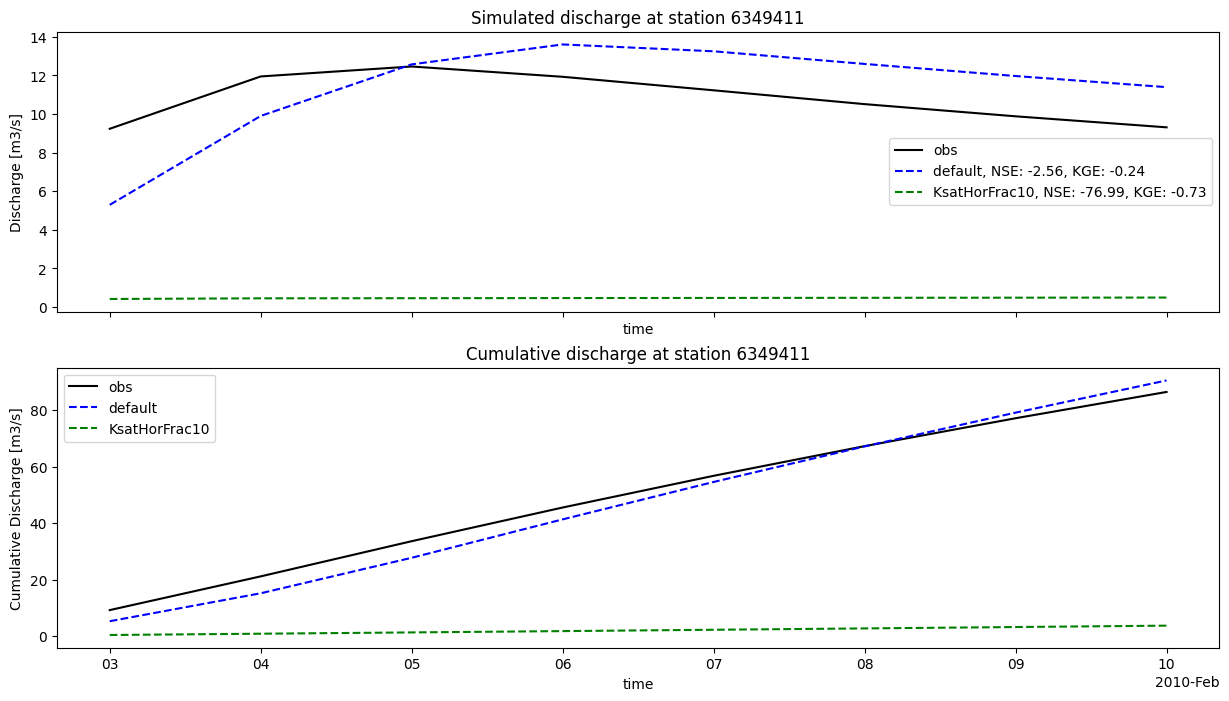 Simulated discharge at station 6349411
Discharge [m3/s]
14
12
10
8
6
4
2
0
obs
default, NSE: -2.56, KGE: -0.24
KsatHorFrac10, NSE: -76.99, KGE: -0.73
time
Cumulative discharge at station 6349411
Cumulative Discharge [m3/s]
80
60
40
20
0
obs
default
KsatHorFrac10
03 04 05 06 07 08 09 10
2010-Feb
time